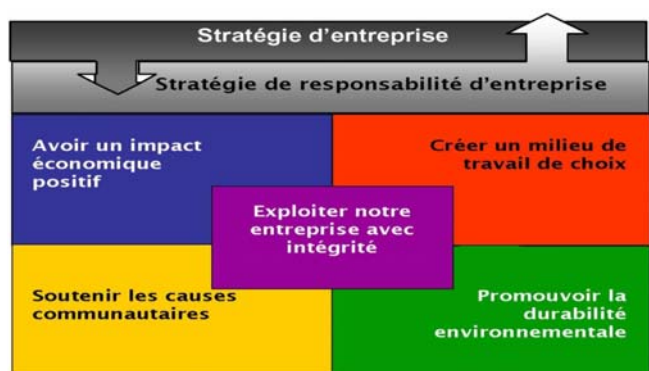 Stratégie d'entreprise
Stratégie de responsabilité d'entreprise
Avoir un impact
économique
positif
Créer un milieu de
travail de choix
Exploiter notre
entreprise avec
intégrité
Soutenir les causes
communautaires
Promouvoir la
durabilité
environnementale